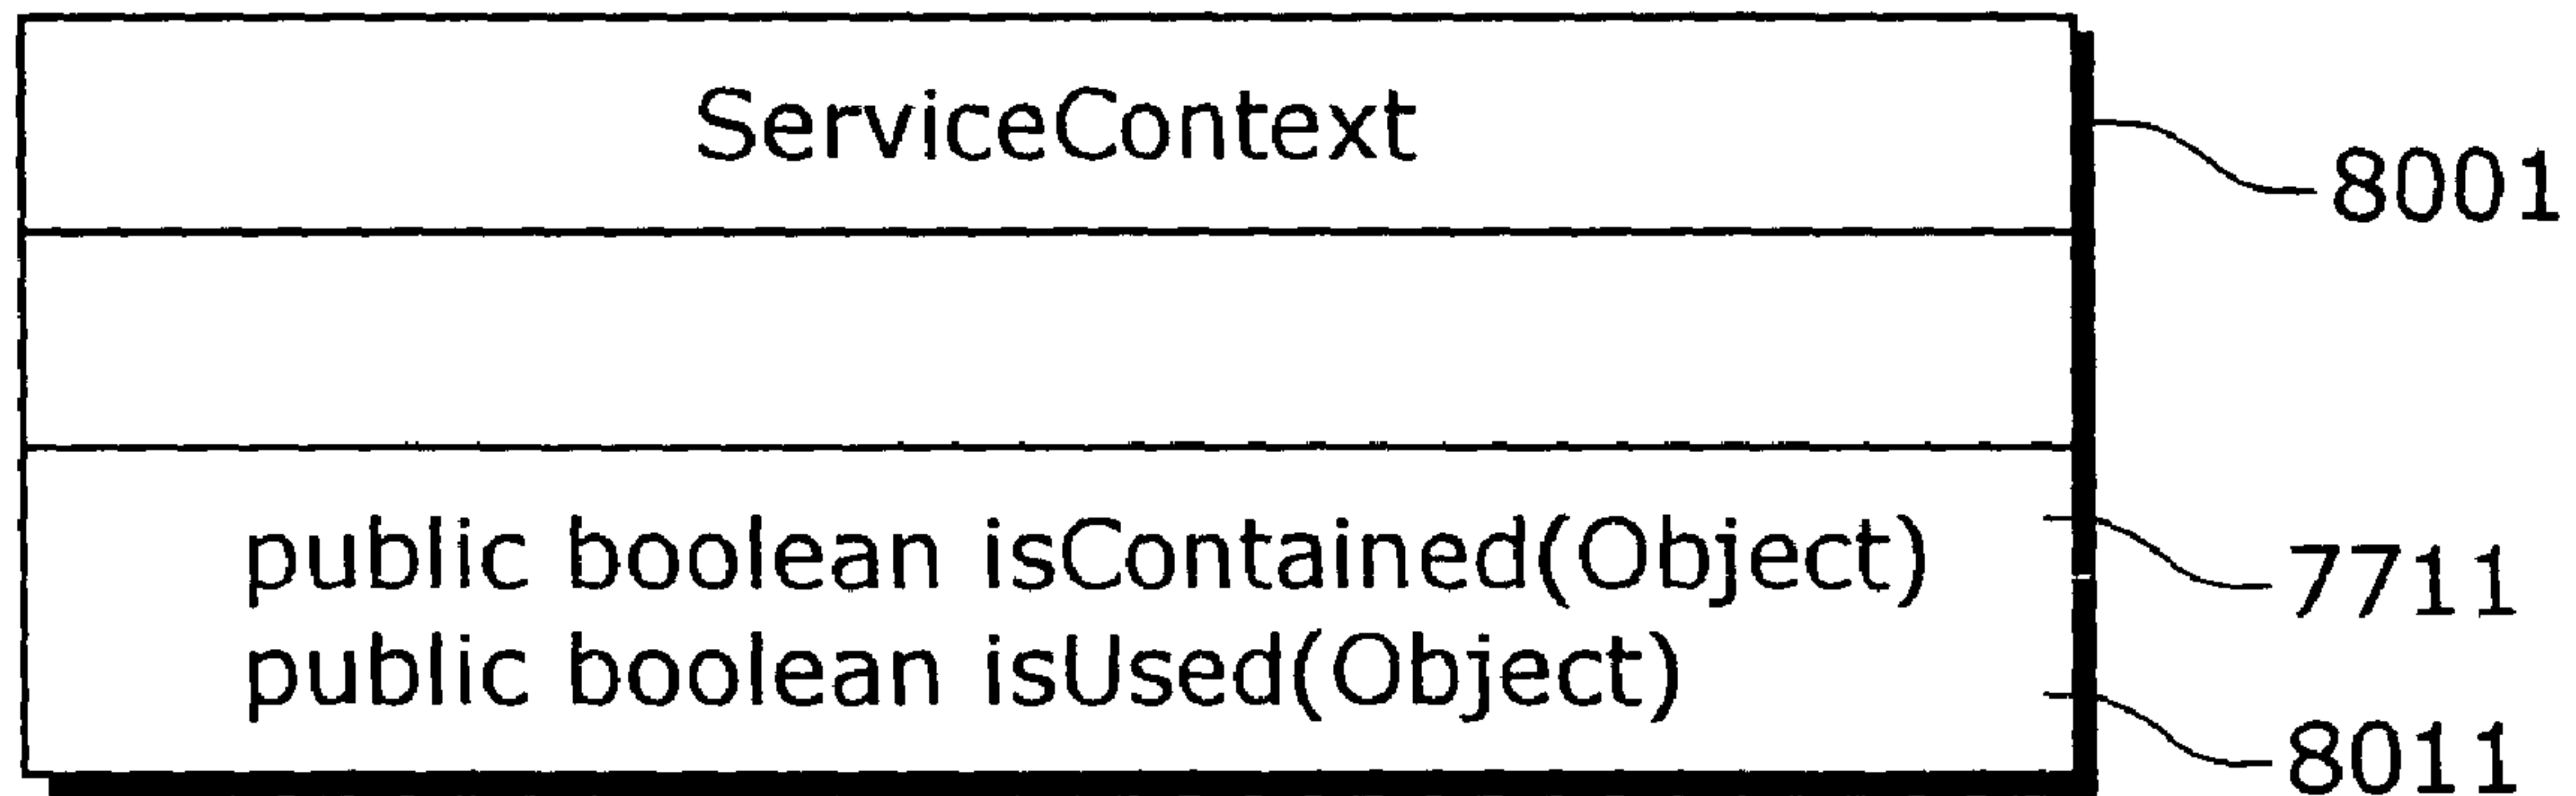 ServiceContext
8001
public boolean isContained(Object)
7711
public boolean isUsed(Object)
8011